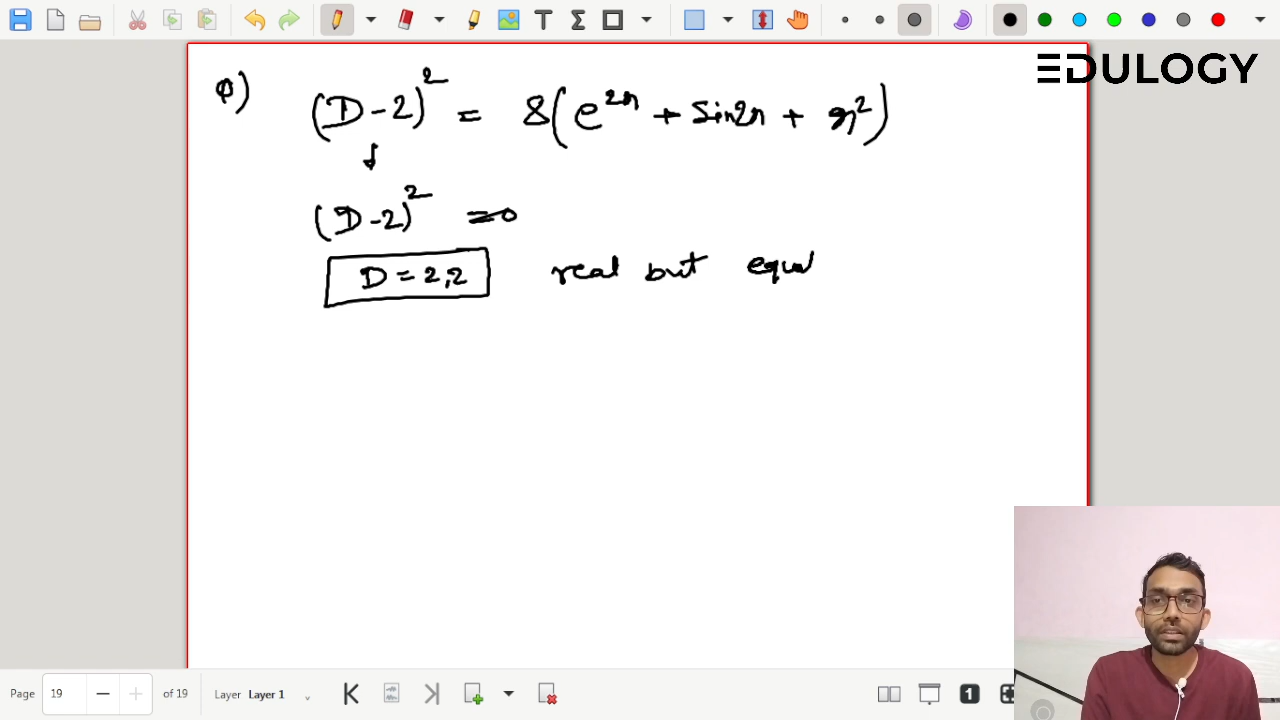 EDULOGY
Q) (D-2)² = 8(e²ˣ + Sin2x + x²)
(D-2)² = 0
D = 2,2 real but equal
Page 19 of 19 Layer Layer 1 1